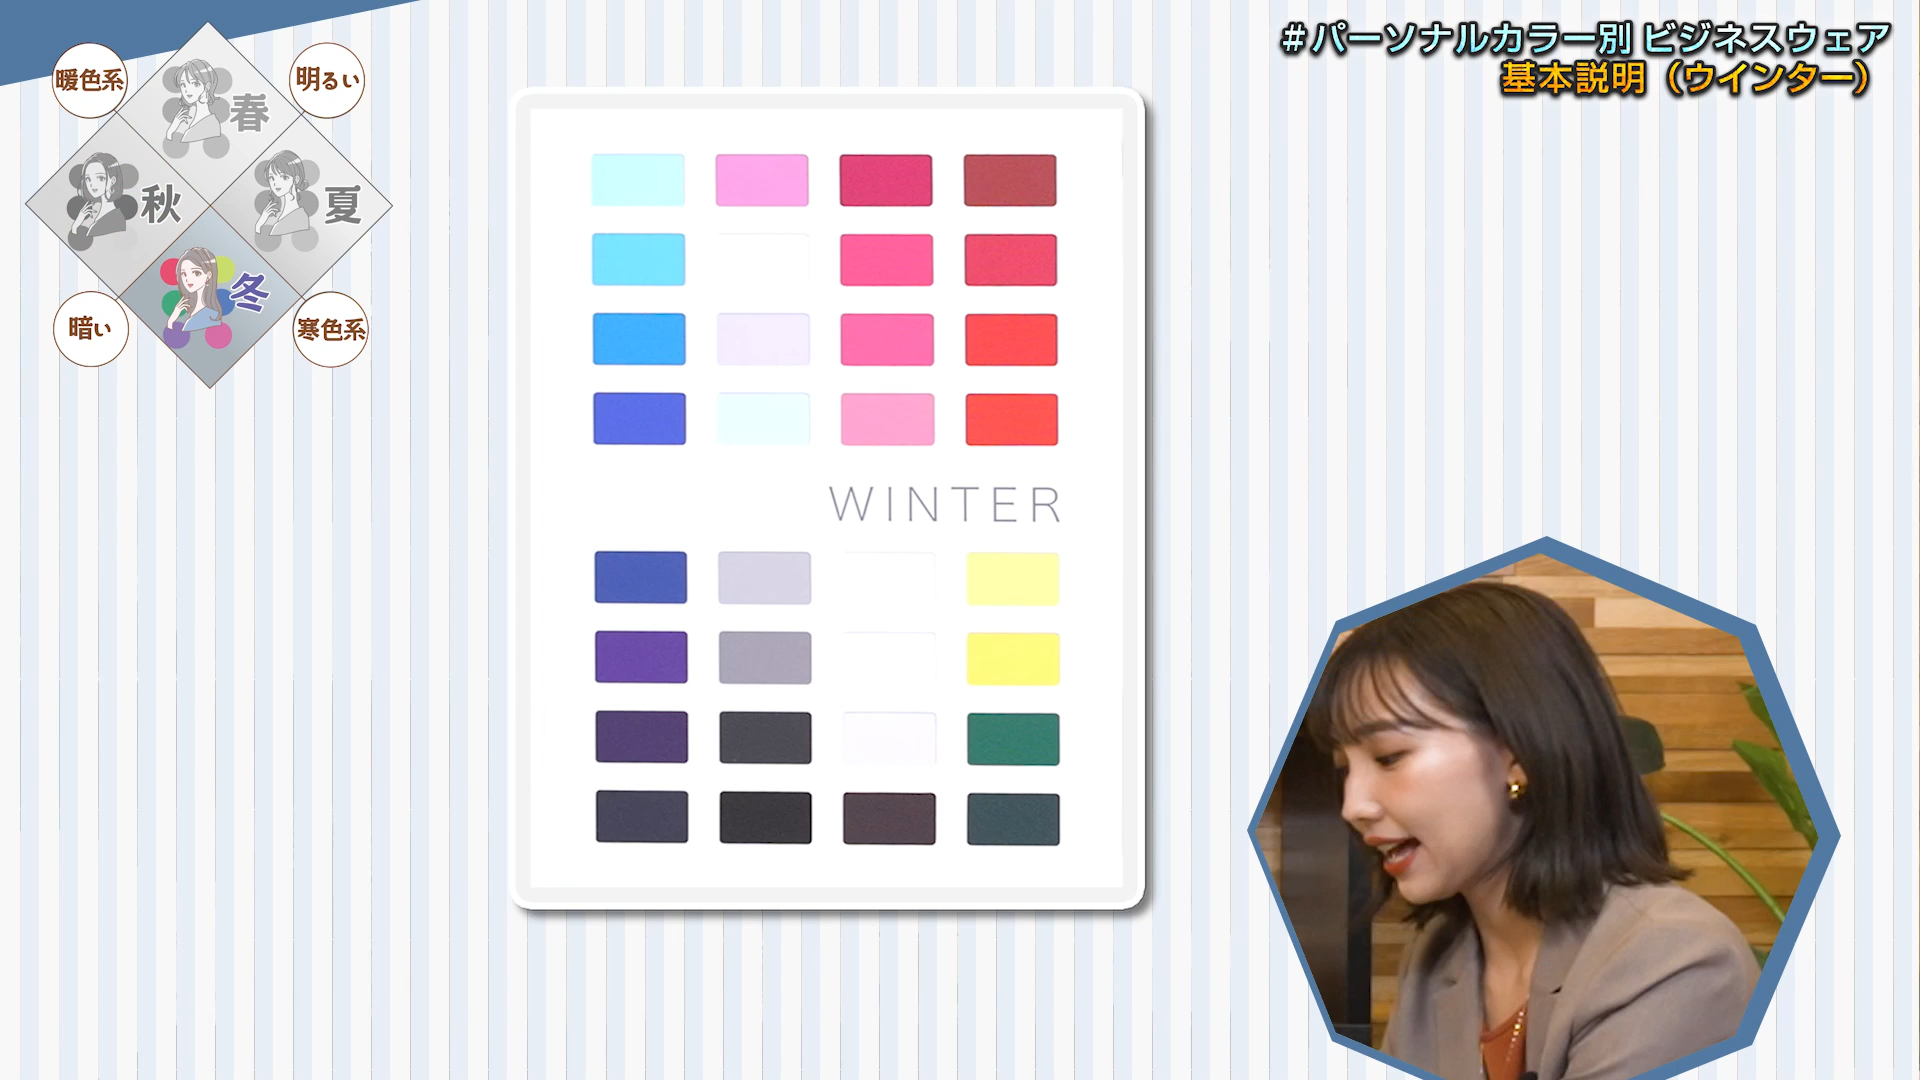 #パーソナルカラー別 ビジネスウェア
基本説明（ウインター）
暖色系
明るい
春
秋
夏
冬
暗い
寒色系
WINTER